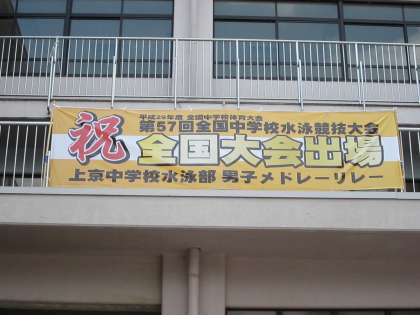 祝
平成29年度 全国中学校体育大会
第57回全国中学校水泳競技大会
全国大会出場
上京中学校水泳部 男子メドレーリレー